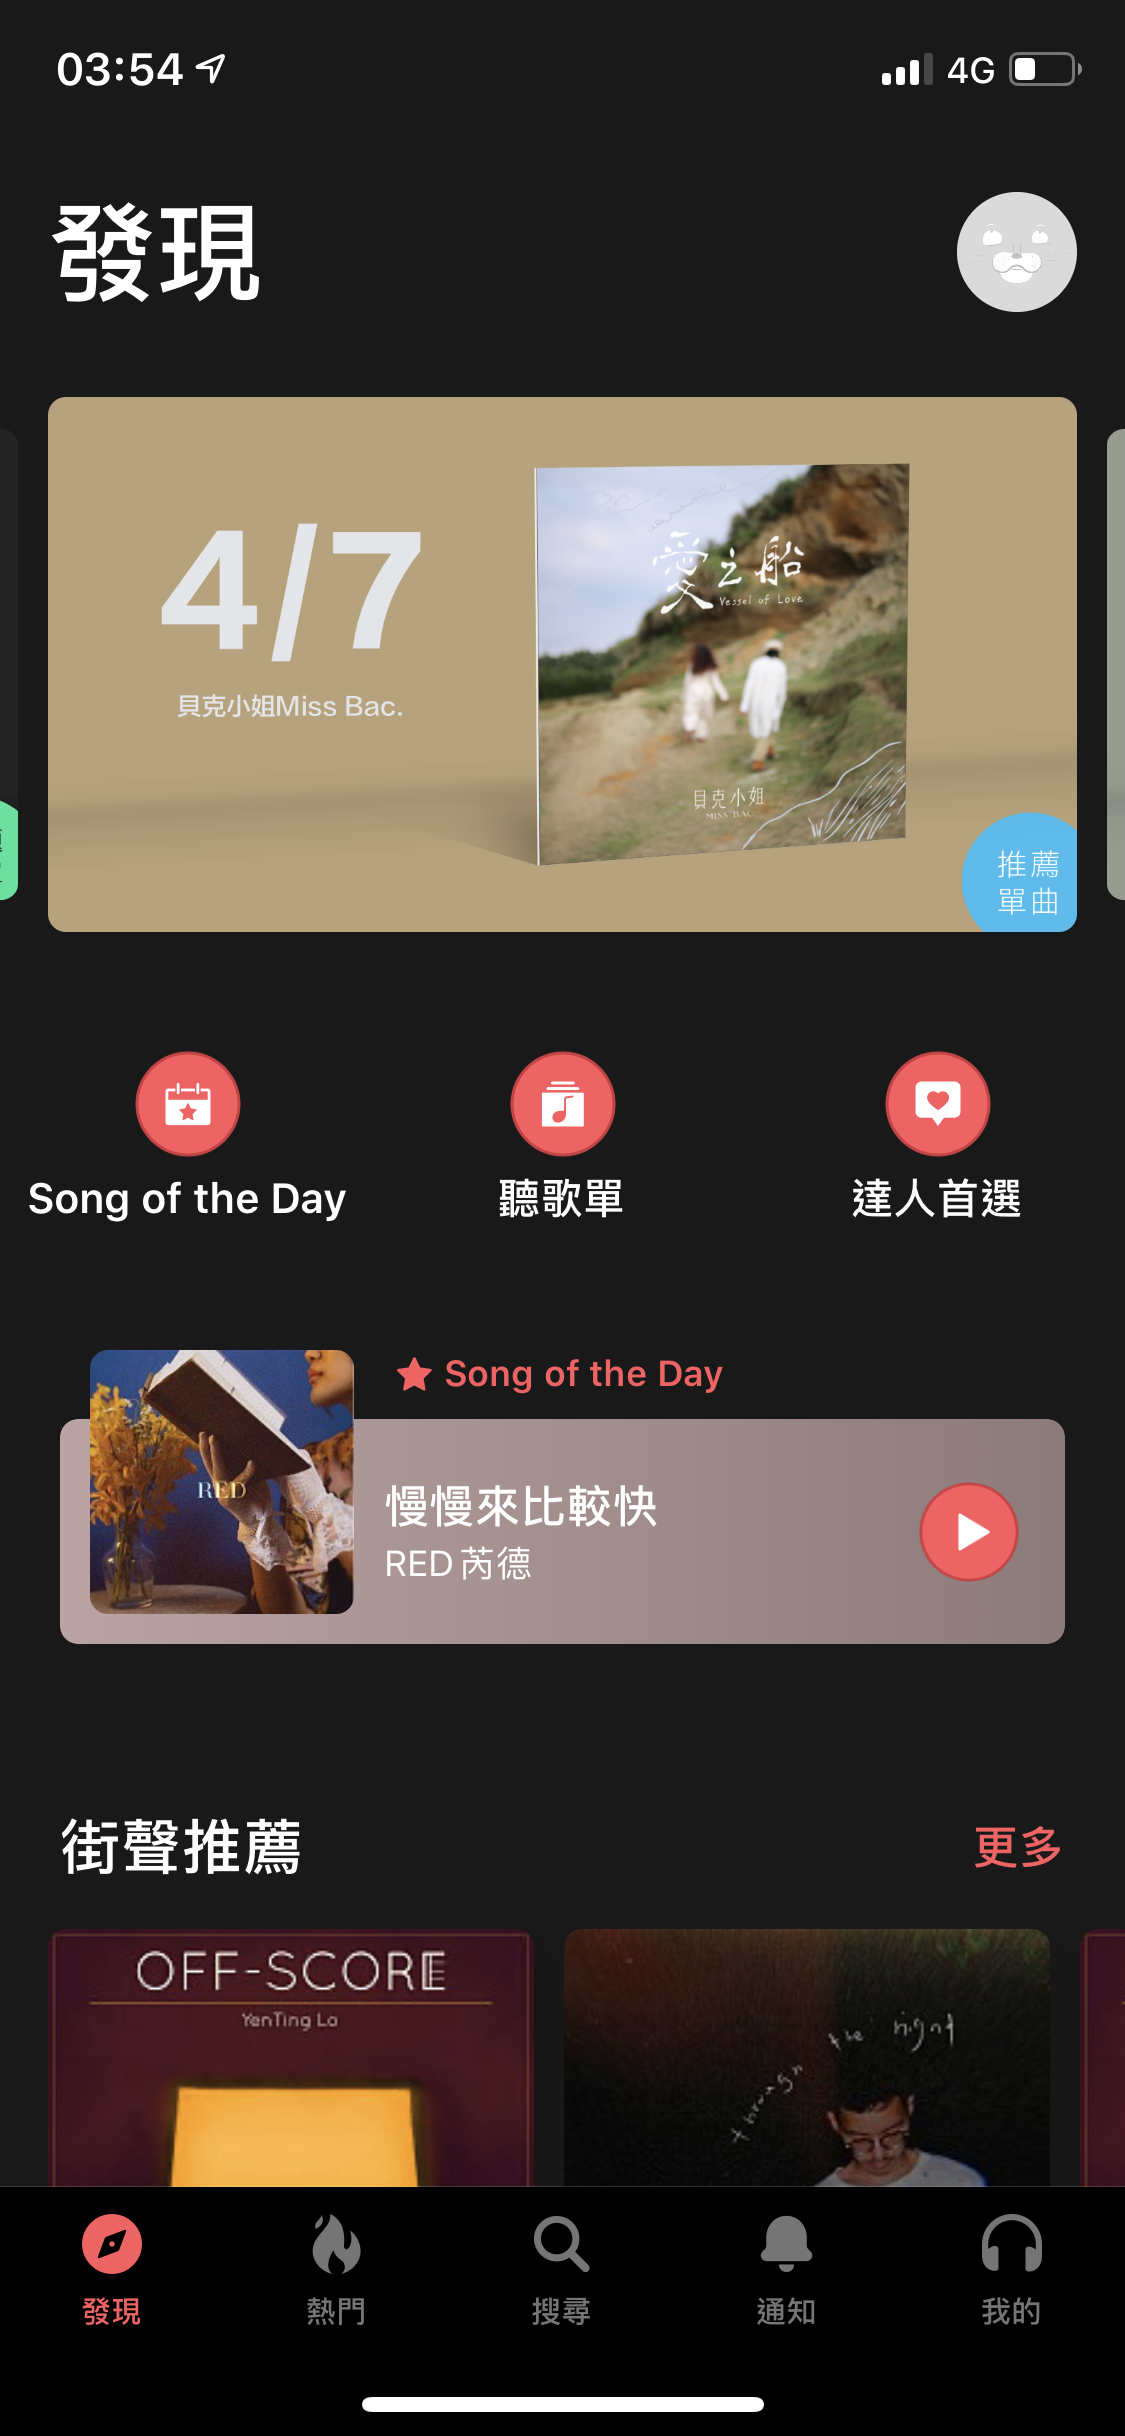 03:54
4G
發現
4/7
貝克小姐Miss Bac.
愛之船
Vessel of Love
貝克小姐
MISS BAC
推薦
單曲
Song of the Day
聽歌單
達人首選
Song of the Day
RED
慢慢來比較快
RED芮德
街聲推薦
更多
OFF-SCORE
YenTing Lo
through the night
發現
熱門
搜尋
通知
我的